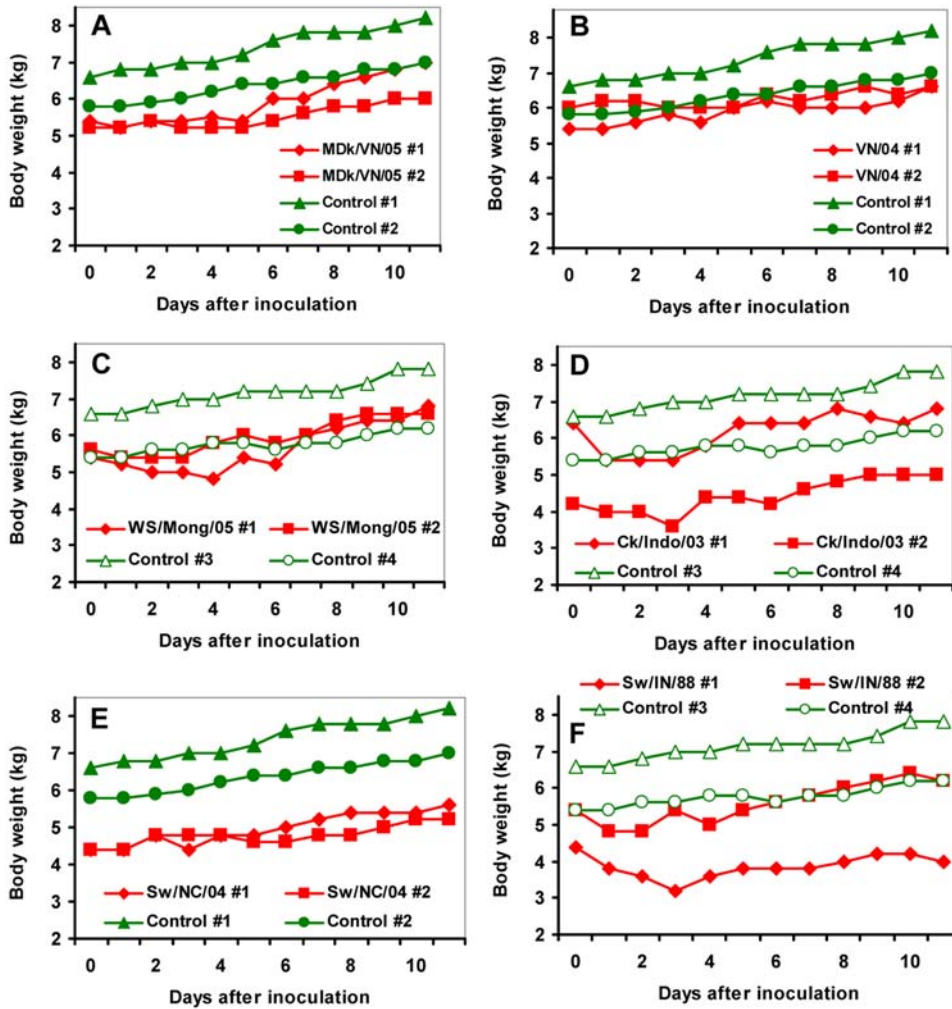 A
Body weight (kg)
8
7
6
5
4
3
2
MDk/VN/05 #1
MDk/VN/05 #2
Control #1
Control #2
0 2 4 6 8 10
Days after inoculation
B
Body weight (kg)
8
7
6
5
4
3
2
VN/04 #1
VN/04 #2
Control #1
Control #2
0 2 4 6 8 10
Days after inoculation
C
Body weight (kg)
8
7
6
5
4
3
2
WS/Mong/05 #1 WS/Mong/05 #2
Control #3 Control #4
0 2 4 6 8 10
Days after inoculation
D
Body weight (kg)
8
7
6
5
4
3
2
Ck/Indo/03 #1 Ck/Indo/03 #2
Control #3 Control #4
0 2 4 6 8 10
Days after inoculation
E
Body weight (kg)
8
7
6
5
4
3
2
Sw/NC/04 #1 Sw/NC/04 #2
Control #1 Control #2
0 2 4 6 8 10
Days after inoculation
Sw/IN/88 #1 Sw/IN/88 #2
Control #3 Control #4
F
Body weight (kg)
8
7
6
5
4
3
2
0 2 4 6 8 10
Days after inoculation